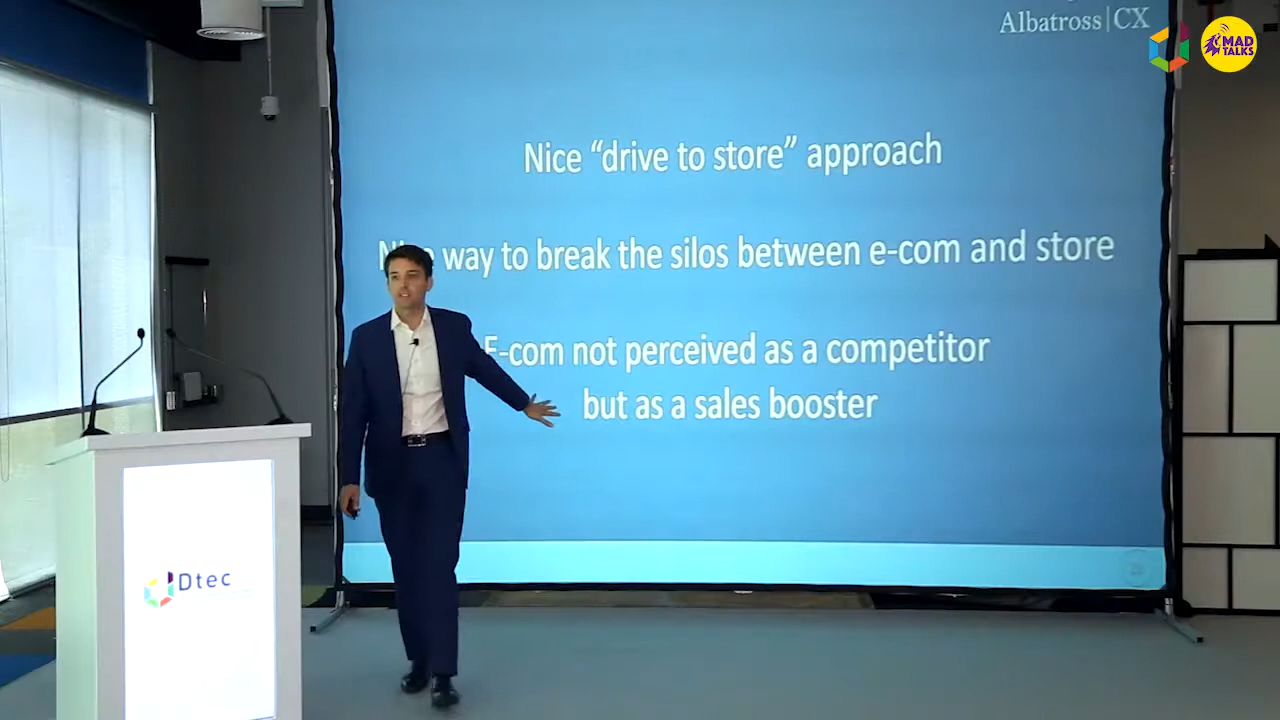 Albatross|CX
MAD
TALKS
Nice “drive to store” approach
way to break the silos between e-com and store
E-com not perceived as a competitor
but as a sales booster
Dtec